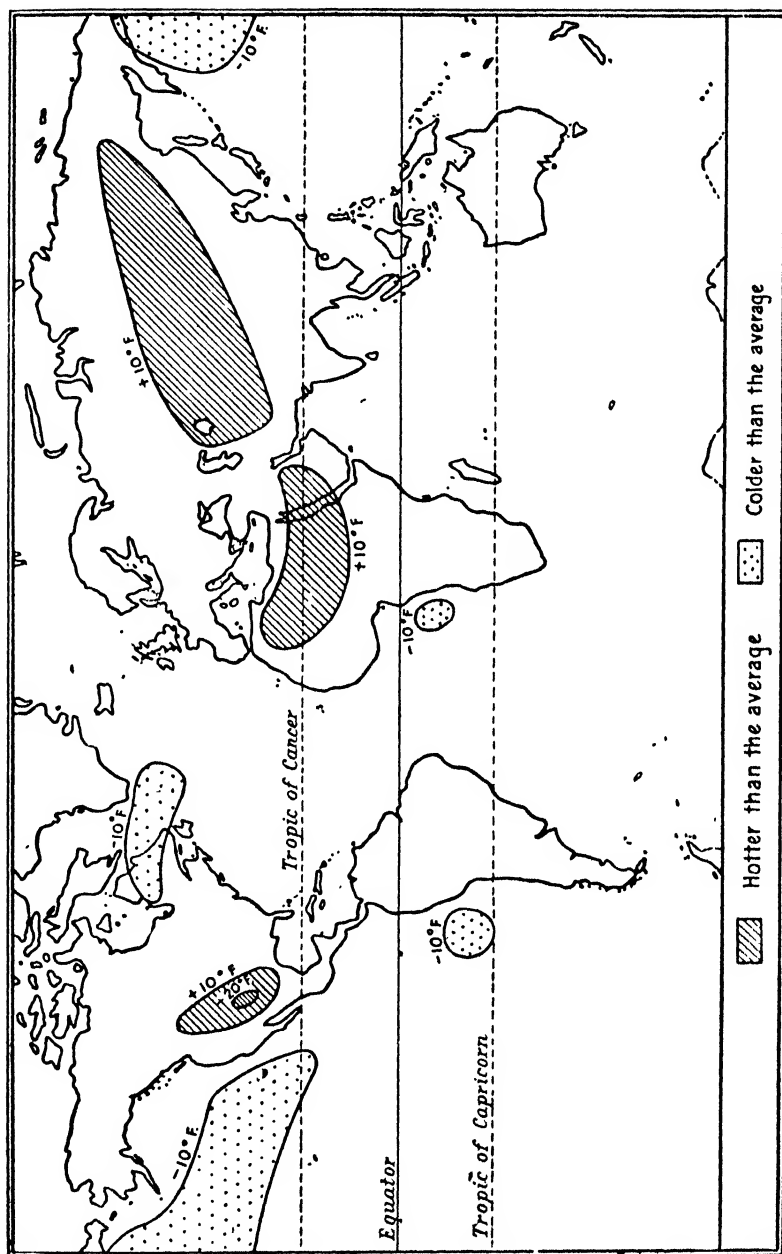 -10°F.
+10°F
+20°F.
-10°F
+10°F
+10°F
-10°F.
Tropic of Cancer
Equator
-10°F
-10°F
Tropic of Capricorn
Hotter than the average
Colder than the average